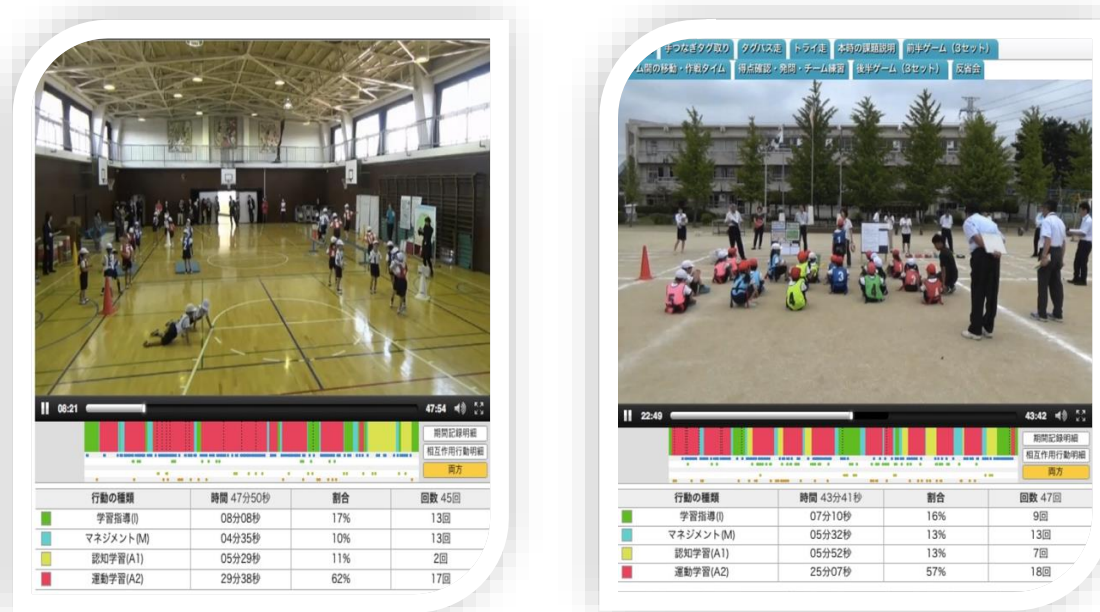 08:21
47:54
期間記録明細
相互作用行動明細
両方
行動の種類 時間 47分50秒 割合 回数 45回
学習指導(I) 08分08秒 17% 13回
マネジメント(M) 04分35秒 10% 13回
認知学習(A1) 05分29秒 11% 2回
運動学習(A2) 29分38秒 62% 17回
手つなぎタグ取り タグパス走 トライ走 本時の課題説明 前半ゲーム（3セット）
ム間の移動・作戦タイム 得点確認・発問・チーム練習 後半ゲーム（3セット） 反省会
22:49
43:42
期間記録明細
相互作用行動明細
両方
行動の種類 時間 43分41秒 割合 回数 47回
学習指導(I) 07分10秒 16% 9回
マネジメント(M) 05分32秒 13% 13回
認知学習(A1) 05分52秒 13% 7回
運動学習(A2) 25分07秒 57% 18回